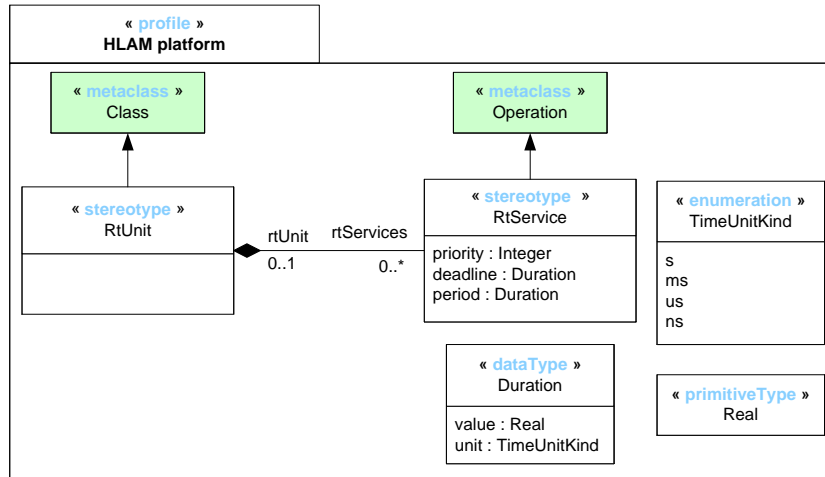 « profile »
HLAM platform
« metaclass »
Class
« metaclass »
Operation
« stereotype »
RtUnit
rtUnit
0..1
rtServices
0..*
« stereotype »
RtService
priority : Integer
deadline : Duration
period : Duration
« enumeration »
TimeUnitKind
s
ms
us
ns
« dataType »
Duration
value : Real
unit : TimeUnitKind
« primitiveType »
Real